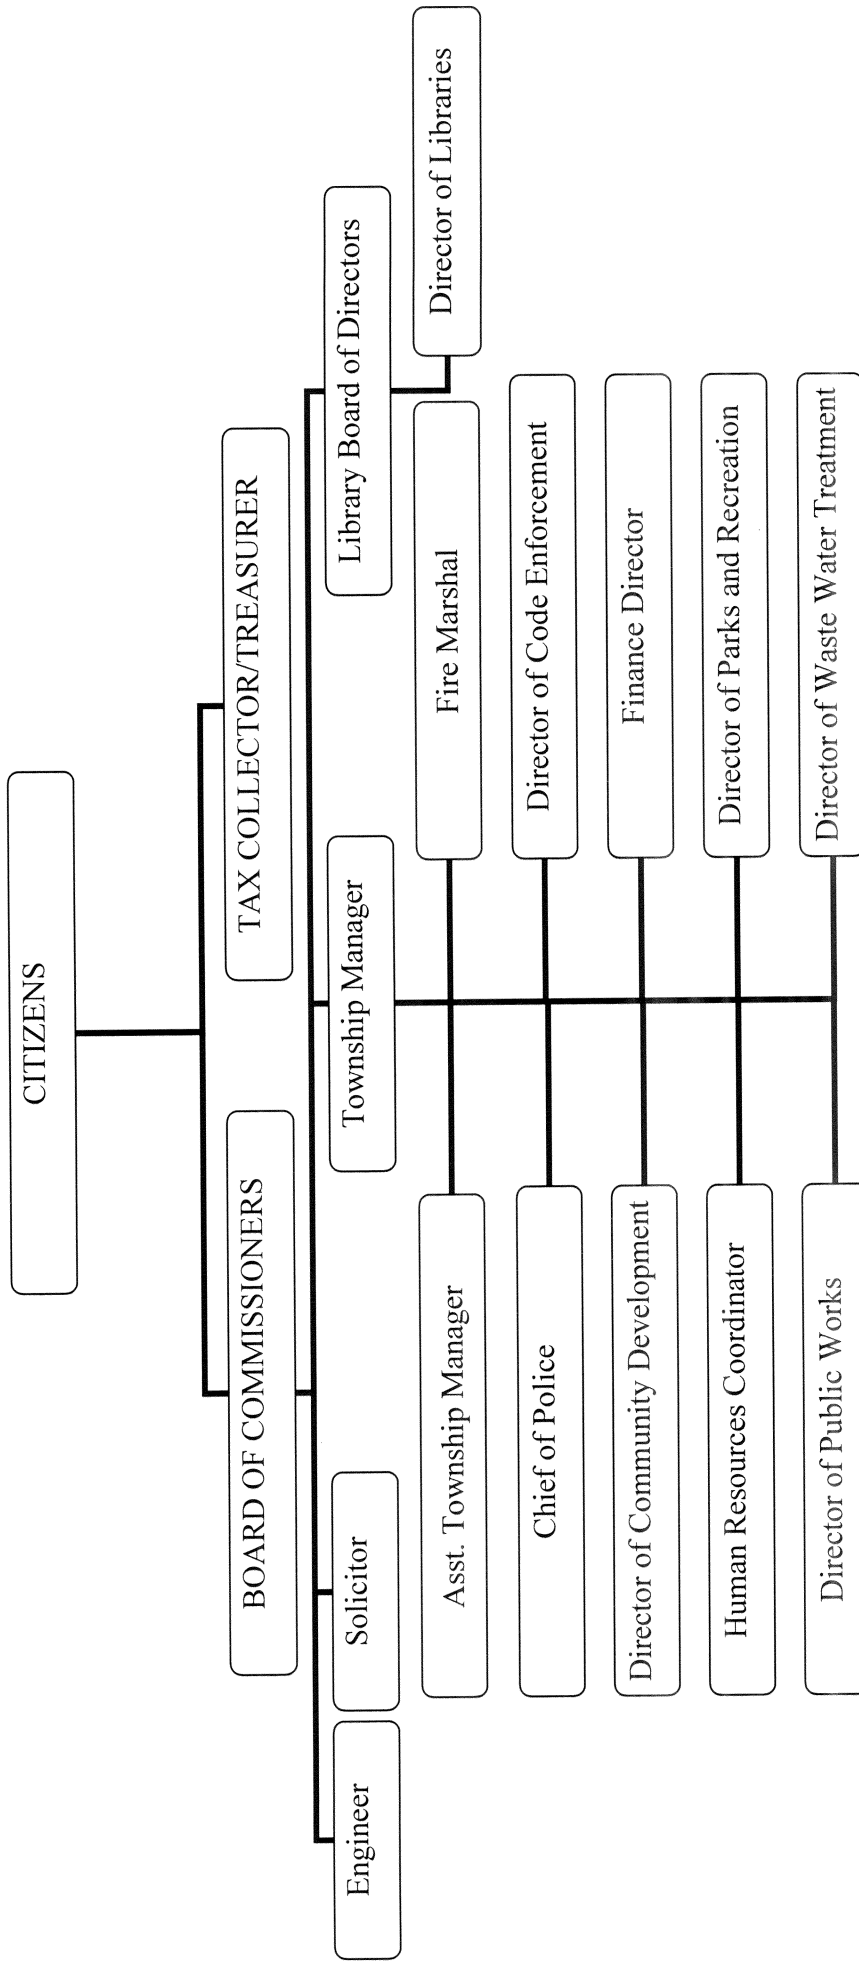 CITIZENS
BOARD OF COMMISSIONERS
TAX COLLECTOR/TREASURER
Engineer
Solicitor
Township Manager
Library Board of Directors
Director of Libraries
Asst. Township Manager
Fire Marshal
Chief of Police
Director of Code Enforcement
Director of Community Development
Finance Director
Human Resources Coordinator
Director of Parks and Recreation
Director of Public Works
Director of Waste Water Treatment